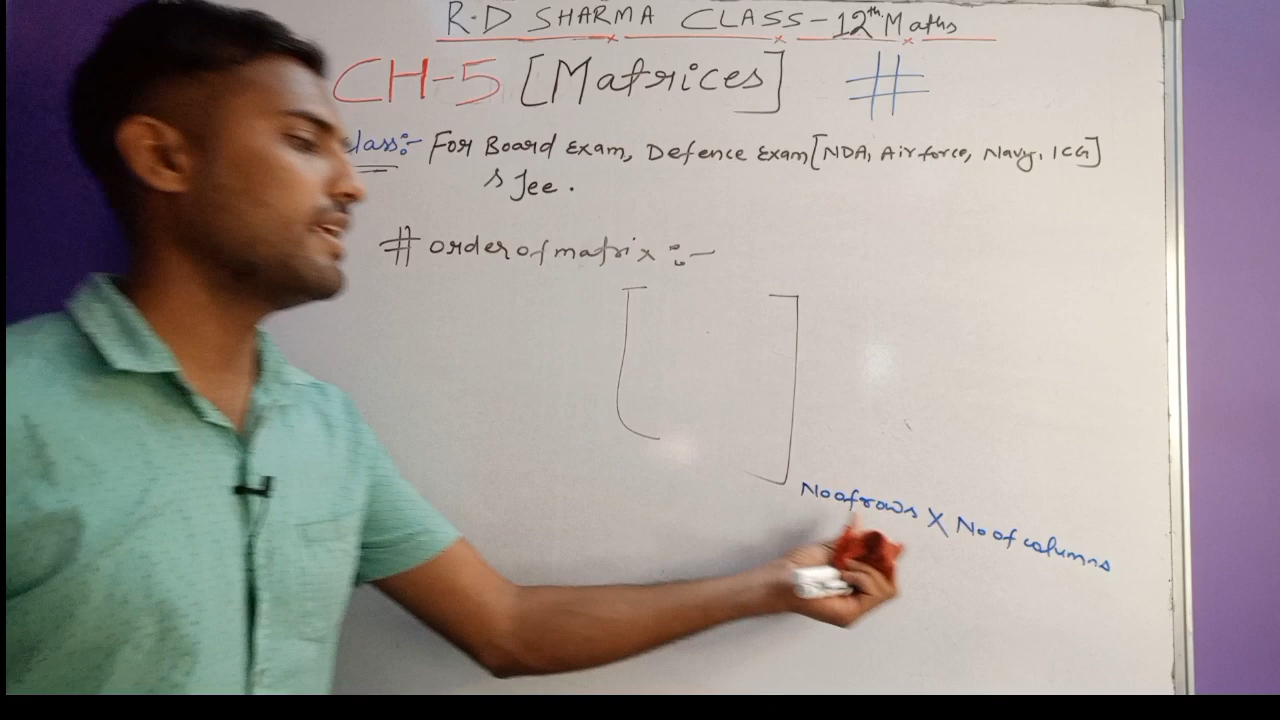 R.D SHARMA CLASS - 12th Maths
CH-5 [Matrices] #
lass:- For Board Exam, Defence Exam [NDA, Airforce, Navy, ICG]
& Jee.
# order of matrix :-
No of rows X No of columns